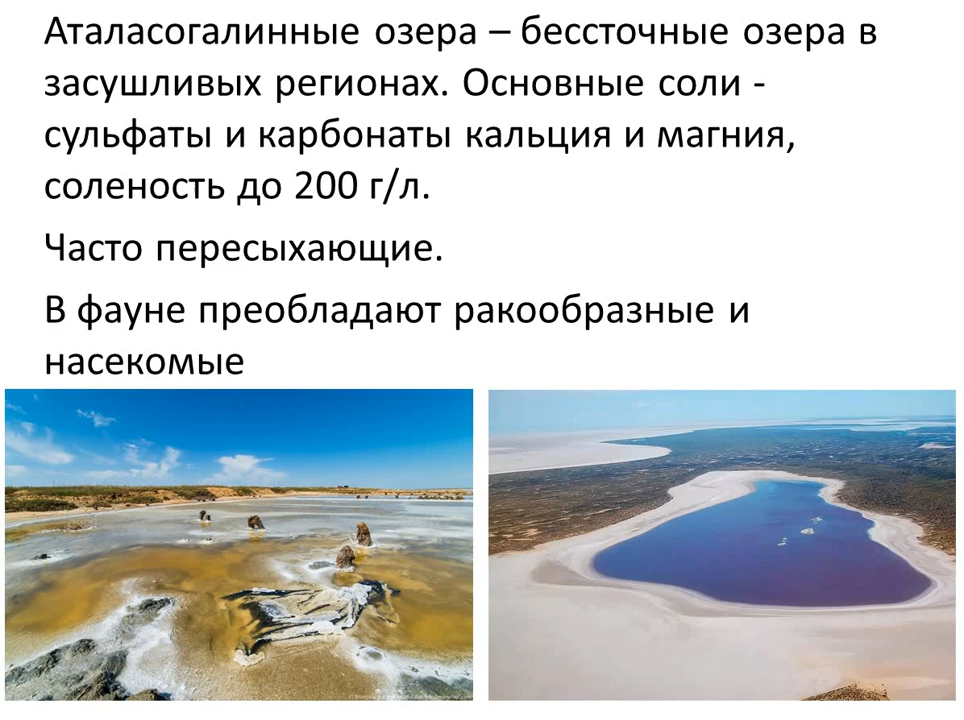 Аталасогалинные озера – бессточные озера в
засушливых регионах. Основные соли -
сульфаты и карбонаты кальция и магния,
соленость до 200 г/л.
Часто пересыхающие.
В фауне преобладают ракообразные и
насекомые